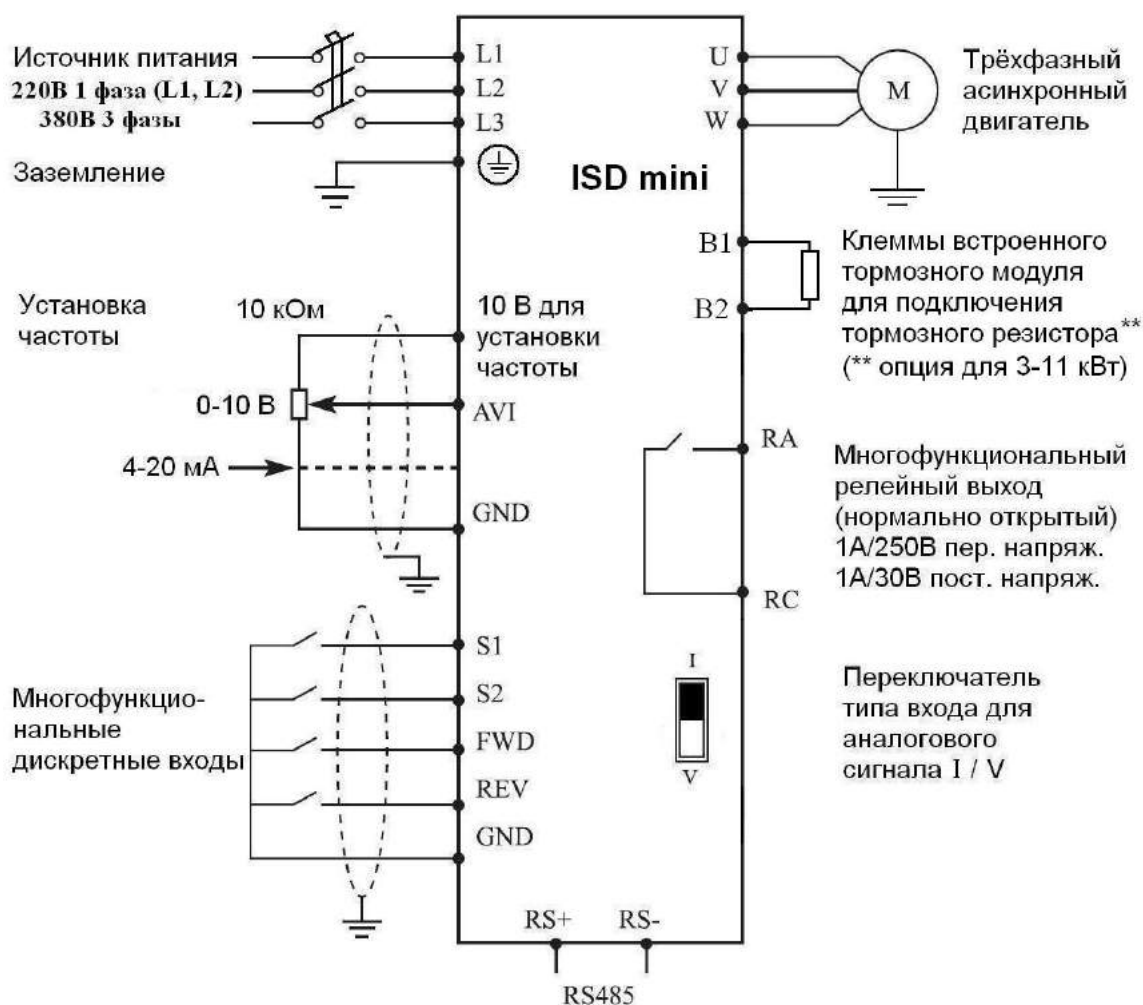 Источник питания
220В 1 фаза (L1, L2)
380В 3 фазы
Заземление
L1
L2
L3
ISD mini
U
V
W
M
Трёхфазный
асинхронный
двигатель
B1
B2
Клеммы встроенного
тормозного модуля
для подключения
тормозного резистора**
(** опция для 3-11 кВт)
Установка
частоты
10 кОм
0-10 В
4-20 мА
10 В для
установки
частоты
AVI
GND
RA
RC
Многофункциональный
релейный выход
(нормально открытый)
1А/250В пер. напряж.
1А/30В пост. напряж.
Многофункцио-
нальные
дискретные входы
S1
S2
FWD
REV
GND
I
V
Переключатель
типа входа для
аналогового
сигнала I / V
RS+
RS-
RS485